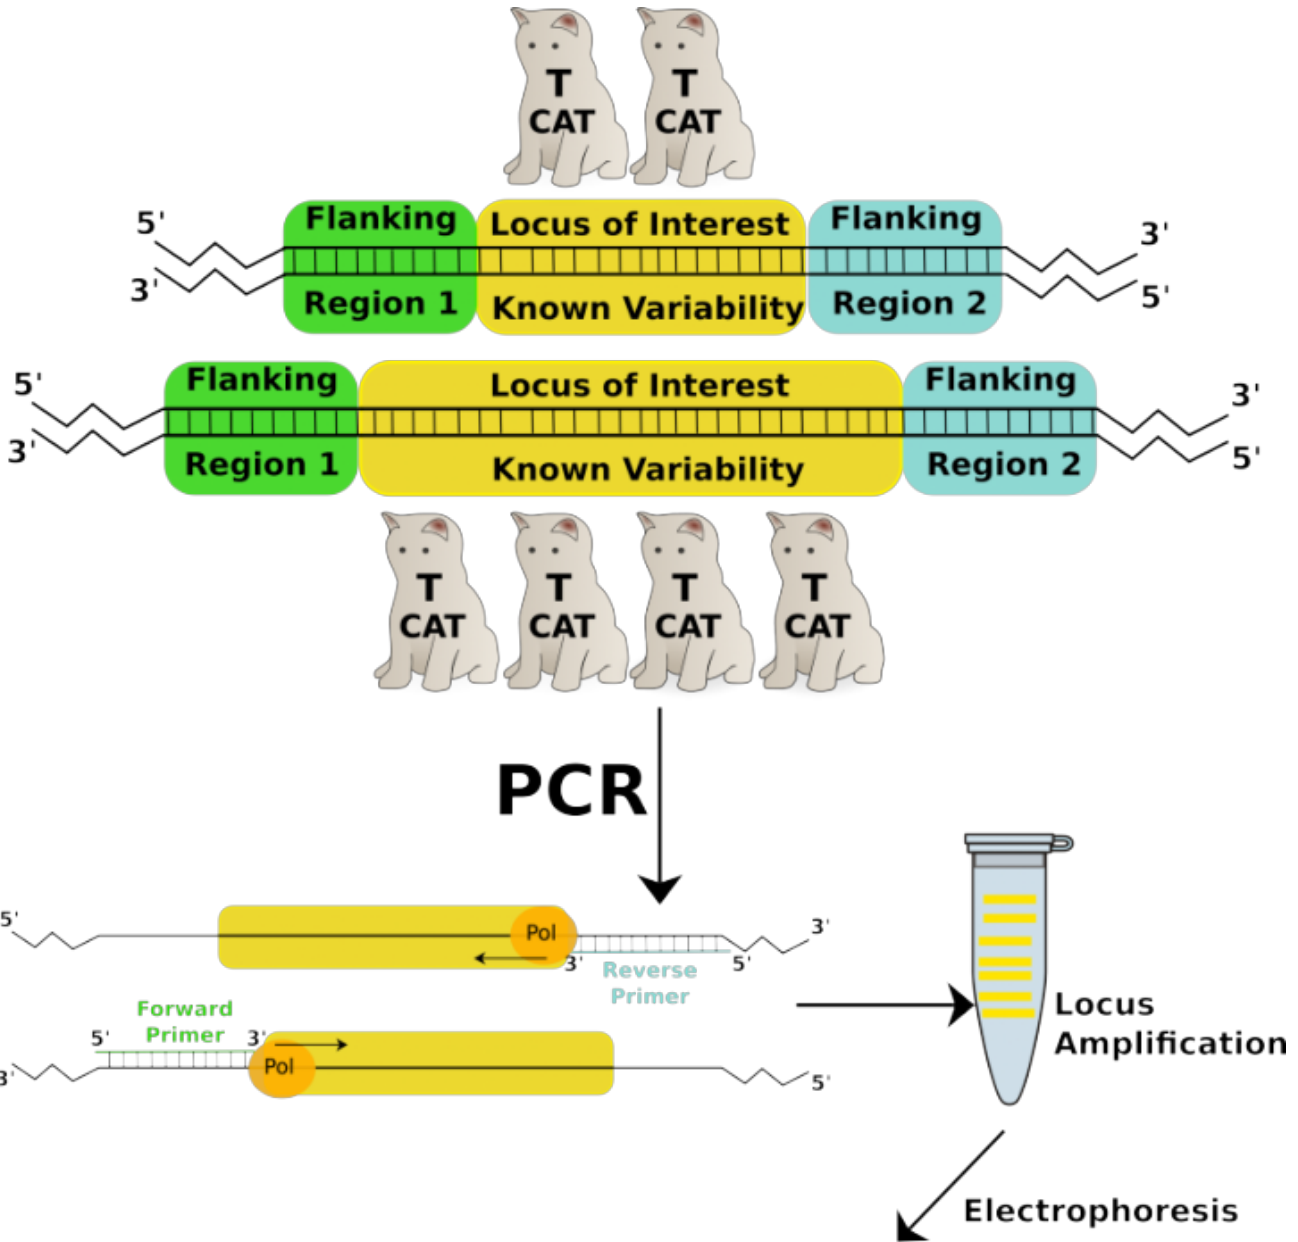 T T
CAT CAT
5' Flanking Locus of Interest Flanking 3'
3' Region 1 Known Variability Region 2 5'
5' Flanking Locus of Interest Flanking 3'
3' Region 1 Known Variability Region 2 5'
T T T T
CAT CAT CAT CAT
PCR
5' Pol 3'
3' Reverse 5'
Primer
Forward
5' Primer 3'
Pol
3' 5'
Locus
Amplification
Electrophoresis